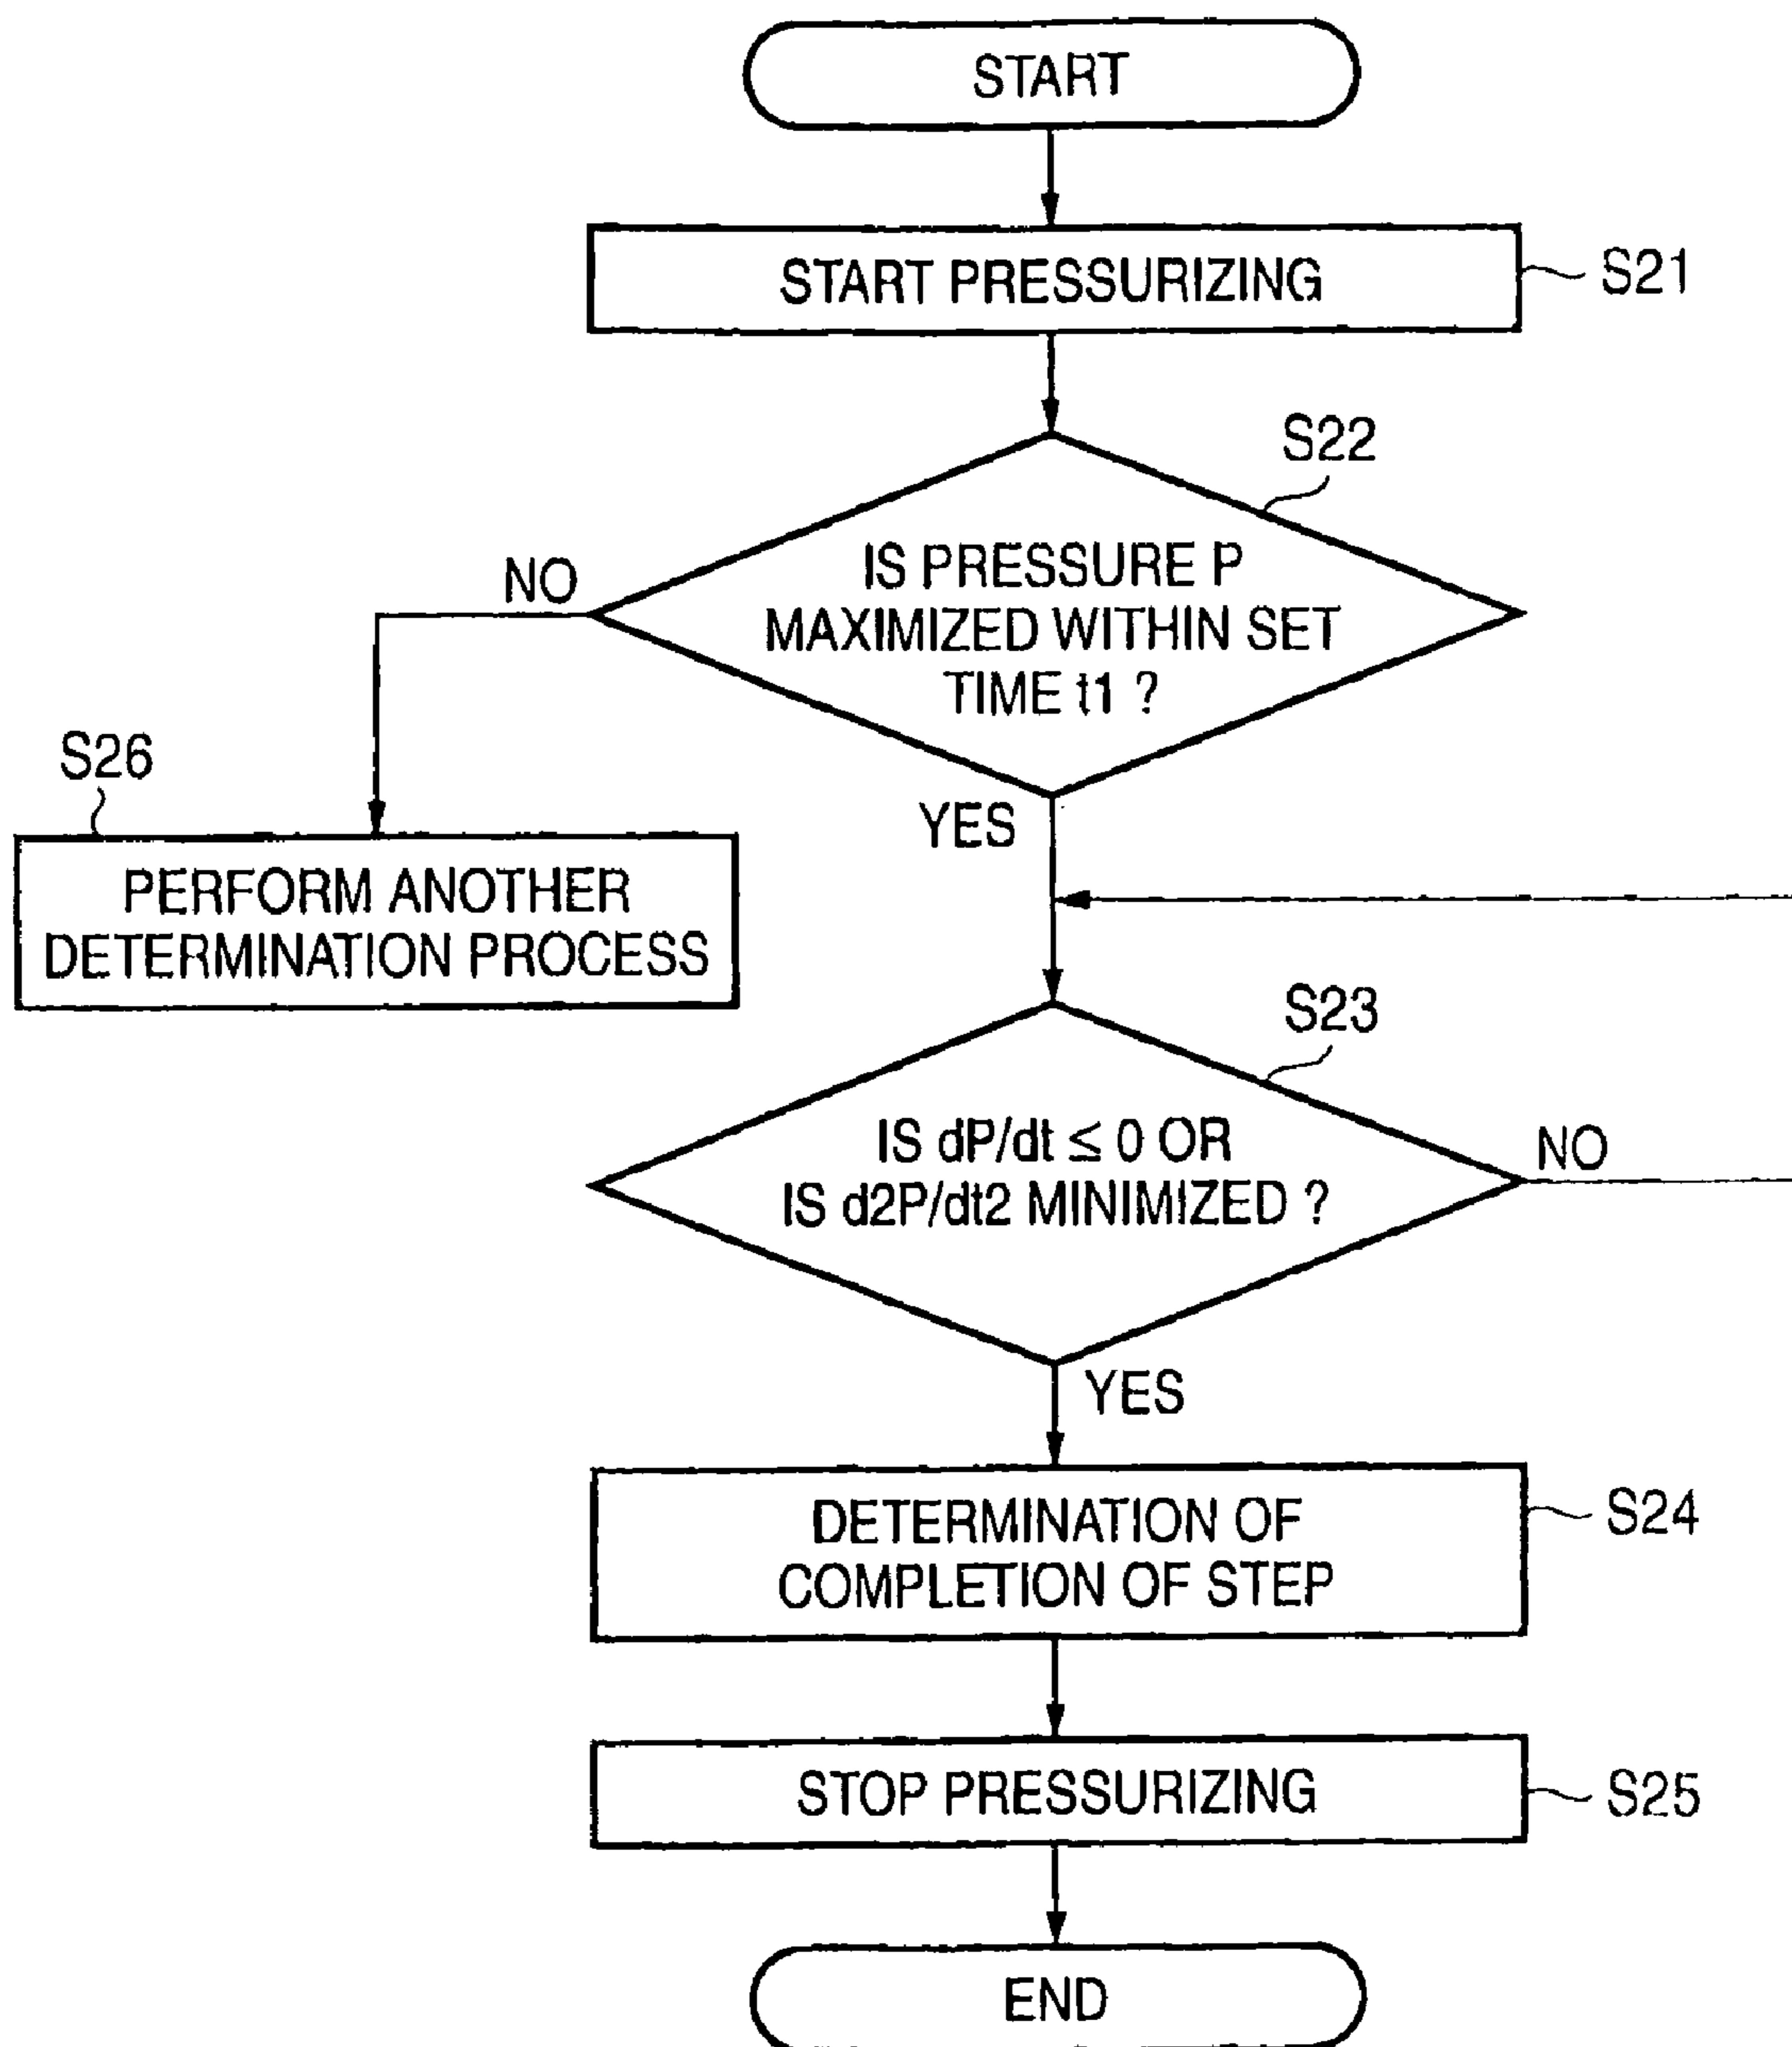 START
START PRESSURIZING
S21
S22
IS PRESSURE P
MAXIMIZED WITHIN SET
TIME t1 ?
NO
YES
S26
PERFORM ANOTHER
DETERMINATION PROCESS
S23
IS dP/dt ≤ 0 OR
IS d2P/dt2 MINIMIZED ?
NO
YES
DETERMINATION OF
COMPLETION OF STEP
S24
STOP PRESSURIZING
S25
END